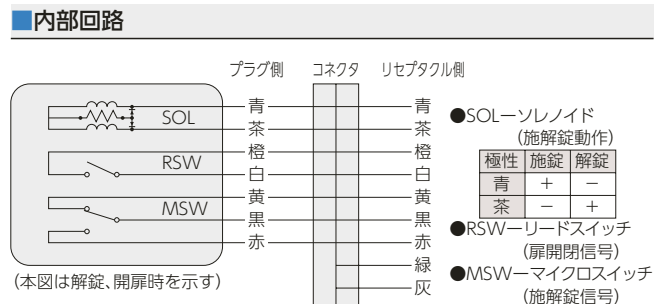 ■内部回路
プラグ側 コネクタ リセプタクル側
SOL
RSW
MSW
青 青
茶 茶
橙 橙
白 白
黄 黄
黒 黒
赤 赤
緑
灰
(本図は解錠、開扉時を示す)
●SOLーソレノイド
(施解錠動作)
極性 施錠 解錠
青 + −
茶 − +
●RSWーリードスイッチ
(扉開閉信号)
●MSWーマイクロスイッチ
(施解錠信号)